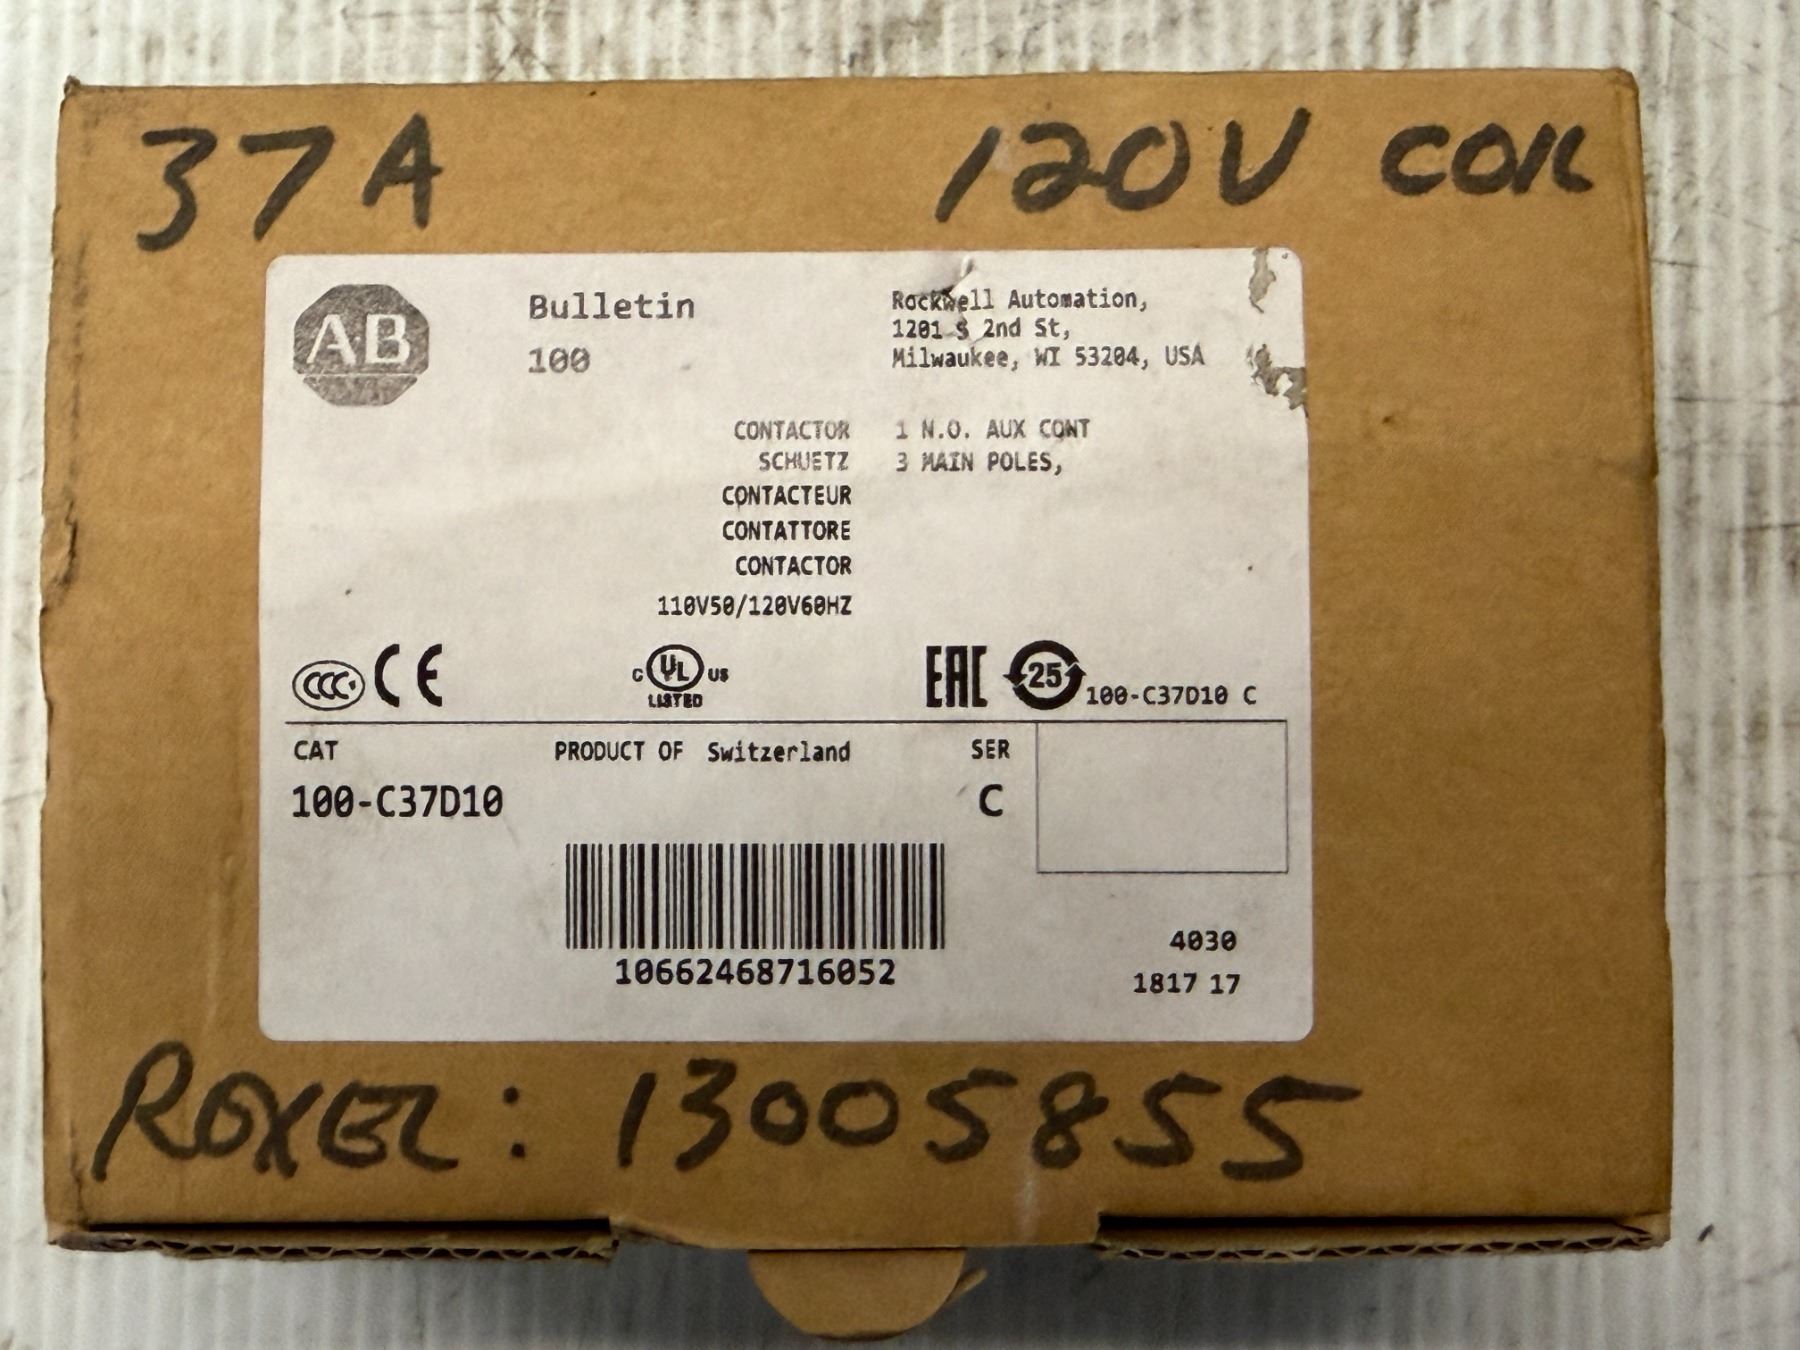 37A 120V COIL
AB
Bulletin
100
Rockwell Automation,
1201 S 2nd St,
Milwaukee, WI 53204, USA
CONTACTOR 1 N.O. AUX CONT
SCHUETZ 3 MAIN POLES,
CONTACTEUR
CONTATTORE
CONTACTOR
110V50/120V60HZ
CCC CE C UL US LISTED EAC 25 100-C37D10 C
CAT PRODUCT OF Switzerland SER
100-C37D10 C
10662468716052
4030
1817 17
REXEL: 13005855